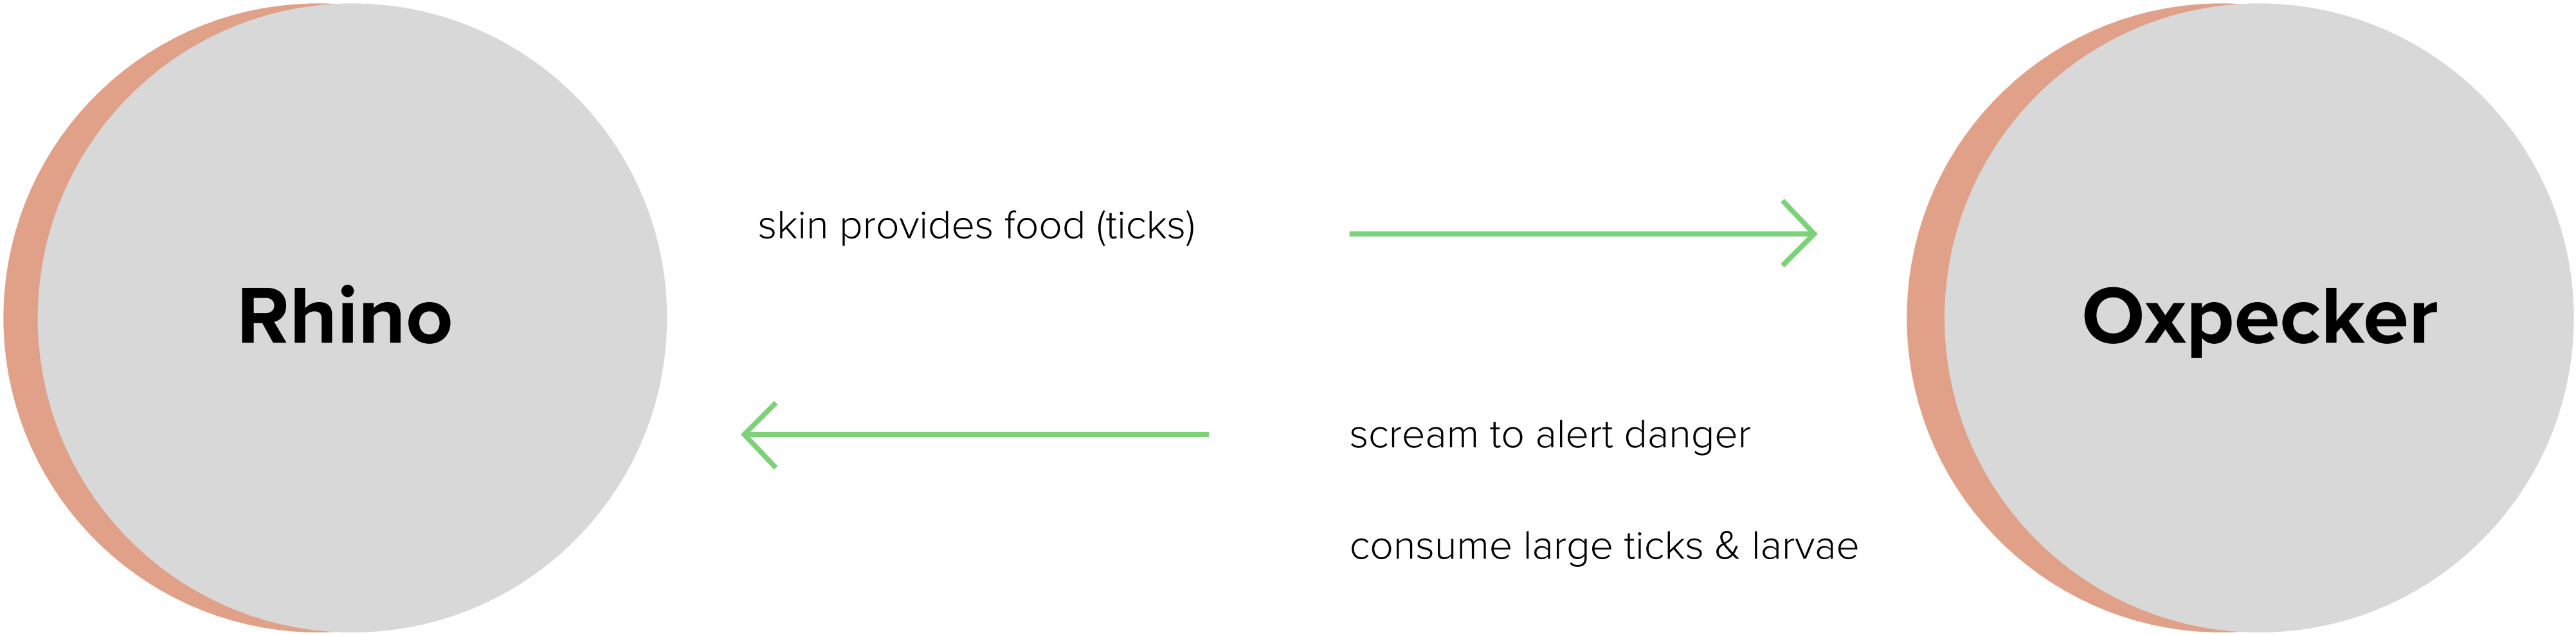 Rhino
skin provides food (ticks)
scream to alert danger
consume large ticks & larvae
Oxpecker